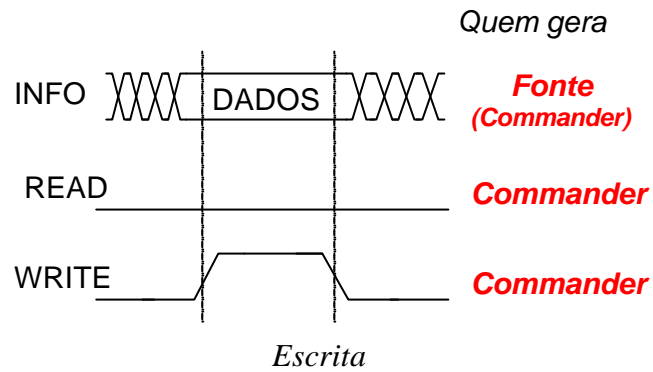 Quem gera
INFO DADOS Fonte
(Commander)
READ Commander
WRITE Commander
Escrita